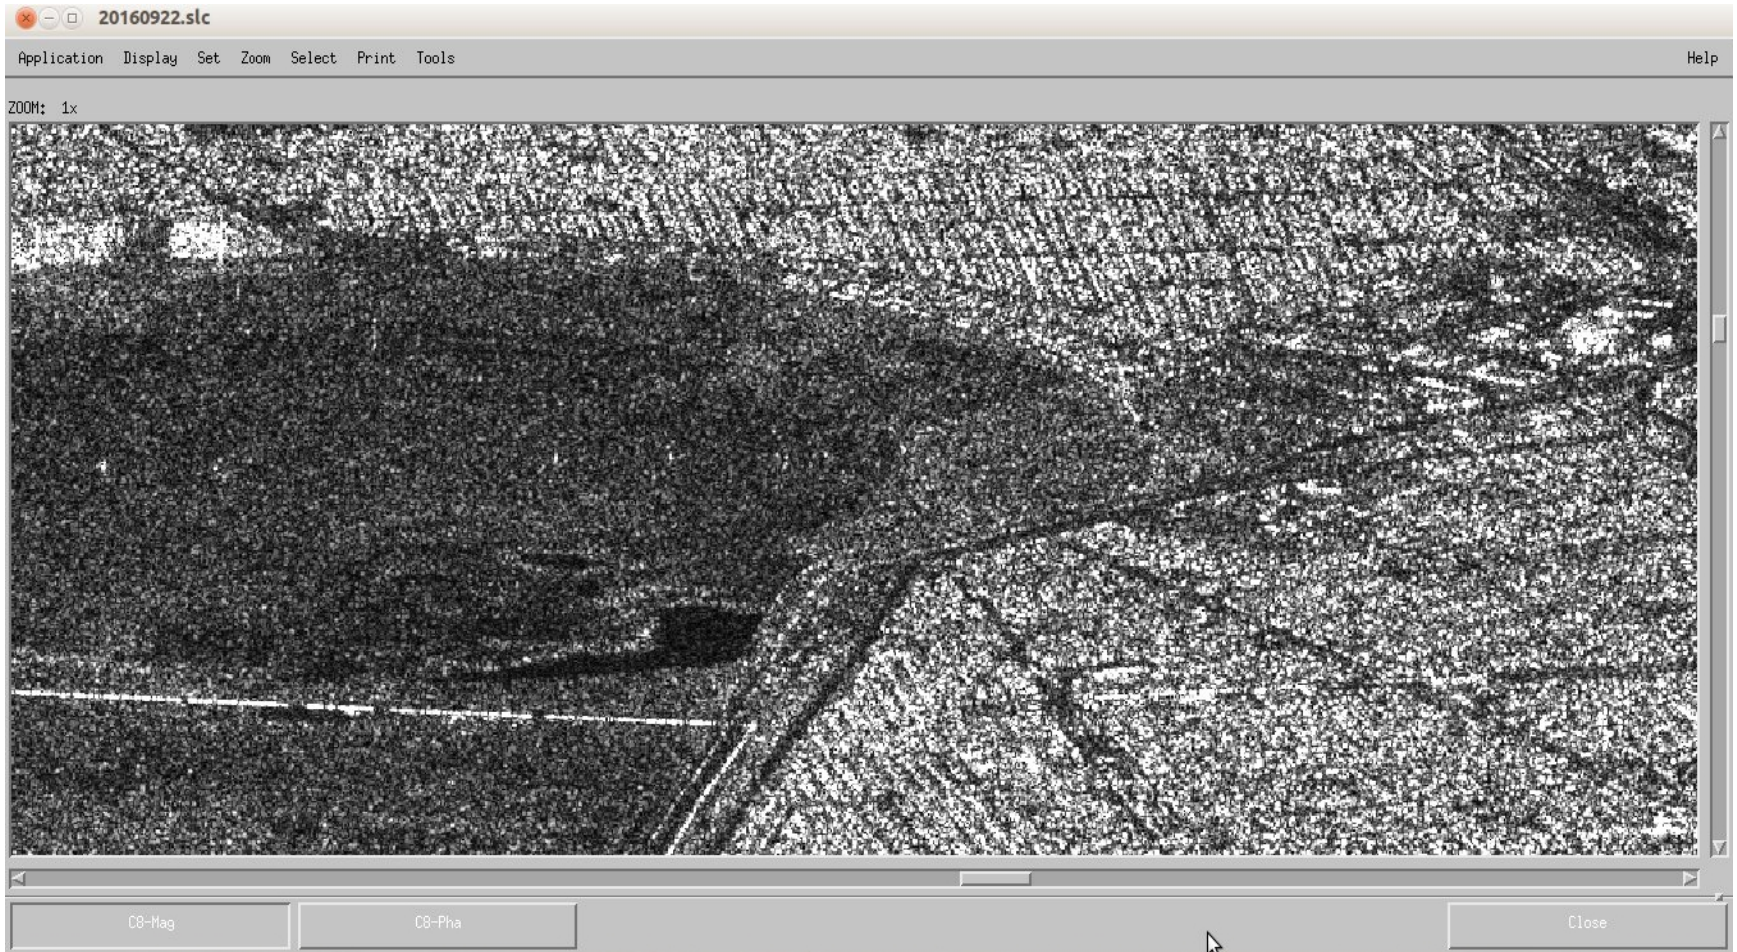 20160922.slc
Application Display Set Zoom Select Print Tools Help
ZOOM: 1x
C8-Mag C8-Pha Close